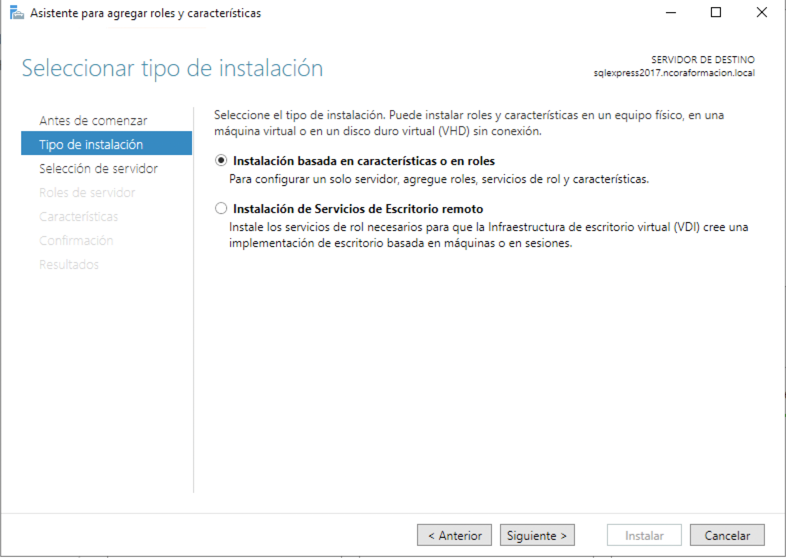 Asistente para agregar roles y características
Seleccionar tipo de instalación
SERVIDOR DE DESTINO
sqlexpress2017.ncoraformacion.local
Antes de comenzar
Tipo de instalación
Selección de servidor
Roles de servidor
Características
Confirmación
Resultados
Seleccione el tipo de instalación. Puede instalar roles y características en un equipo físico, en una
máquina virtual o en un disco duro virtual (VHD) sin conexión.
Instalación basada en características o en roles
Para configurar un solo servidor, agregue roles, servicios de rol y características.
Instalación de Servicios de Escritorio remoto
Instale los servicios de rol necesarios para que la Infraestructura de escritorio virtual (VDI) cree una
implementación de escritorio basada en máquinas o en sesiones.
< Anterior
Siguiente >
Instalar
Cancelar